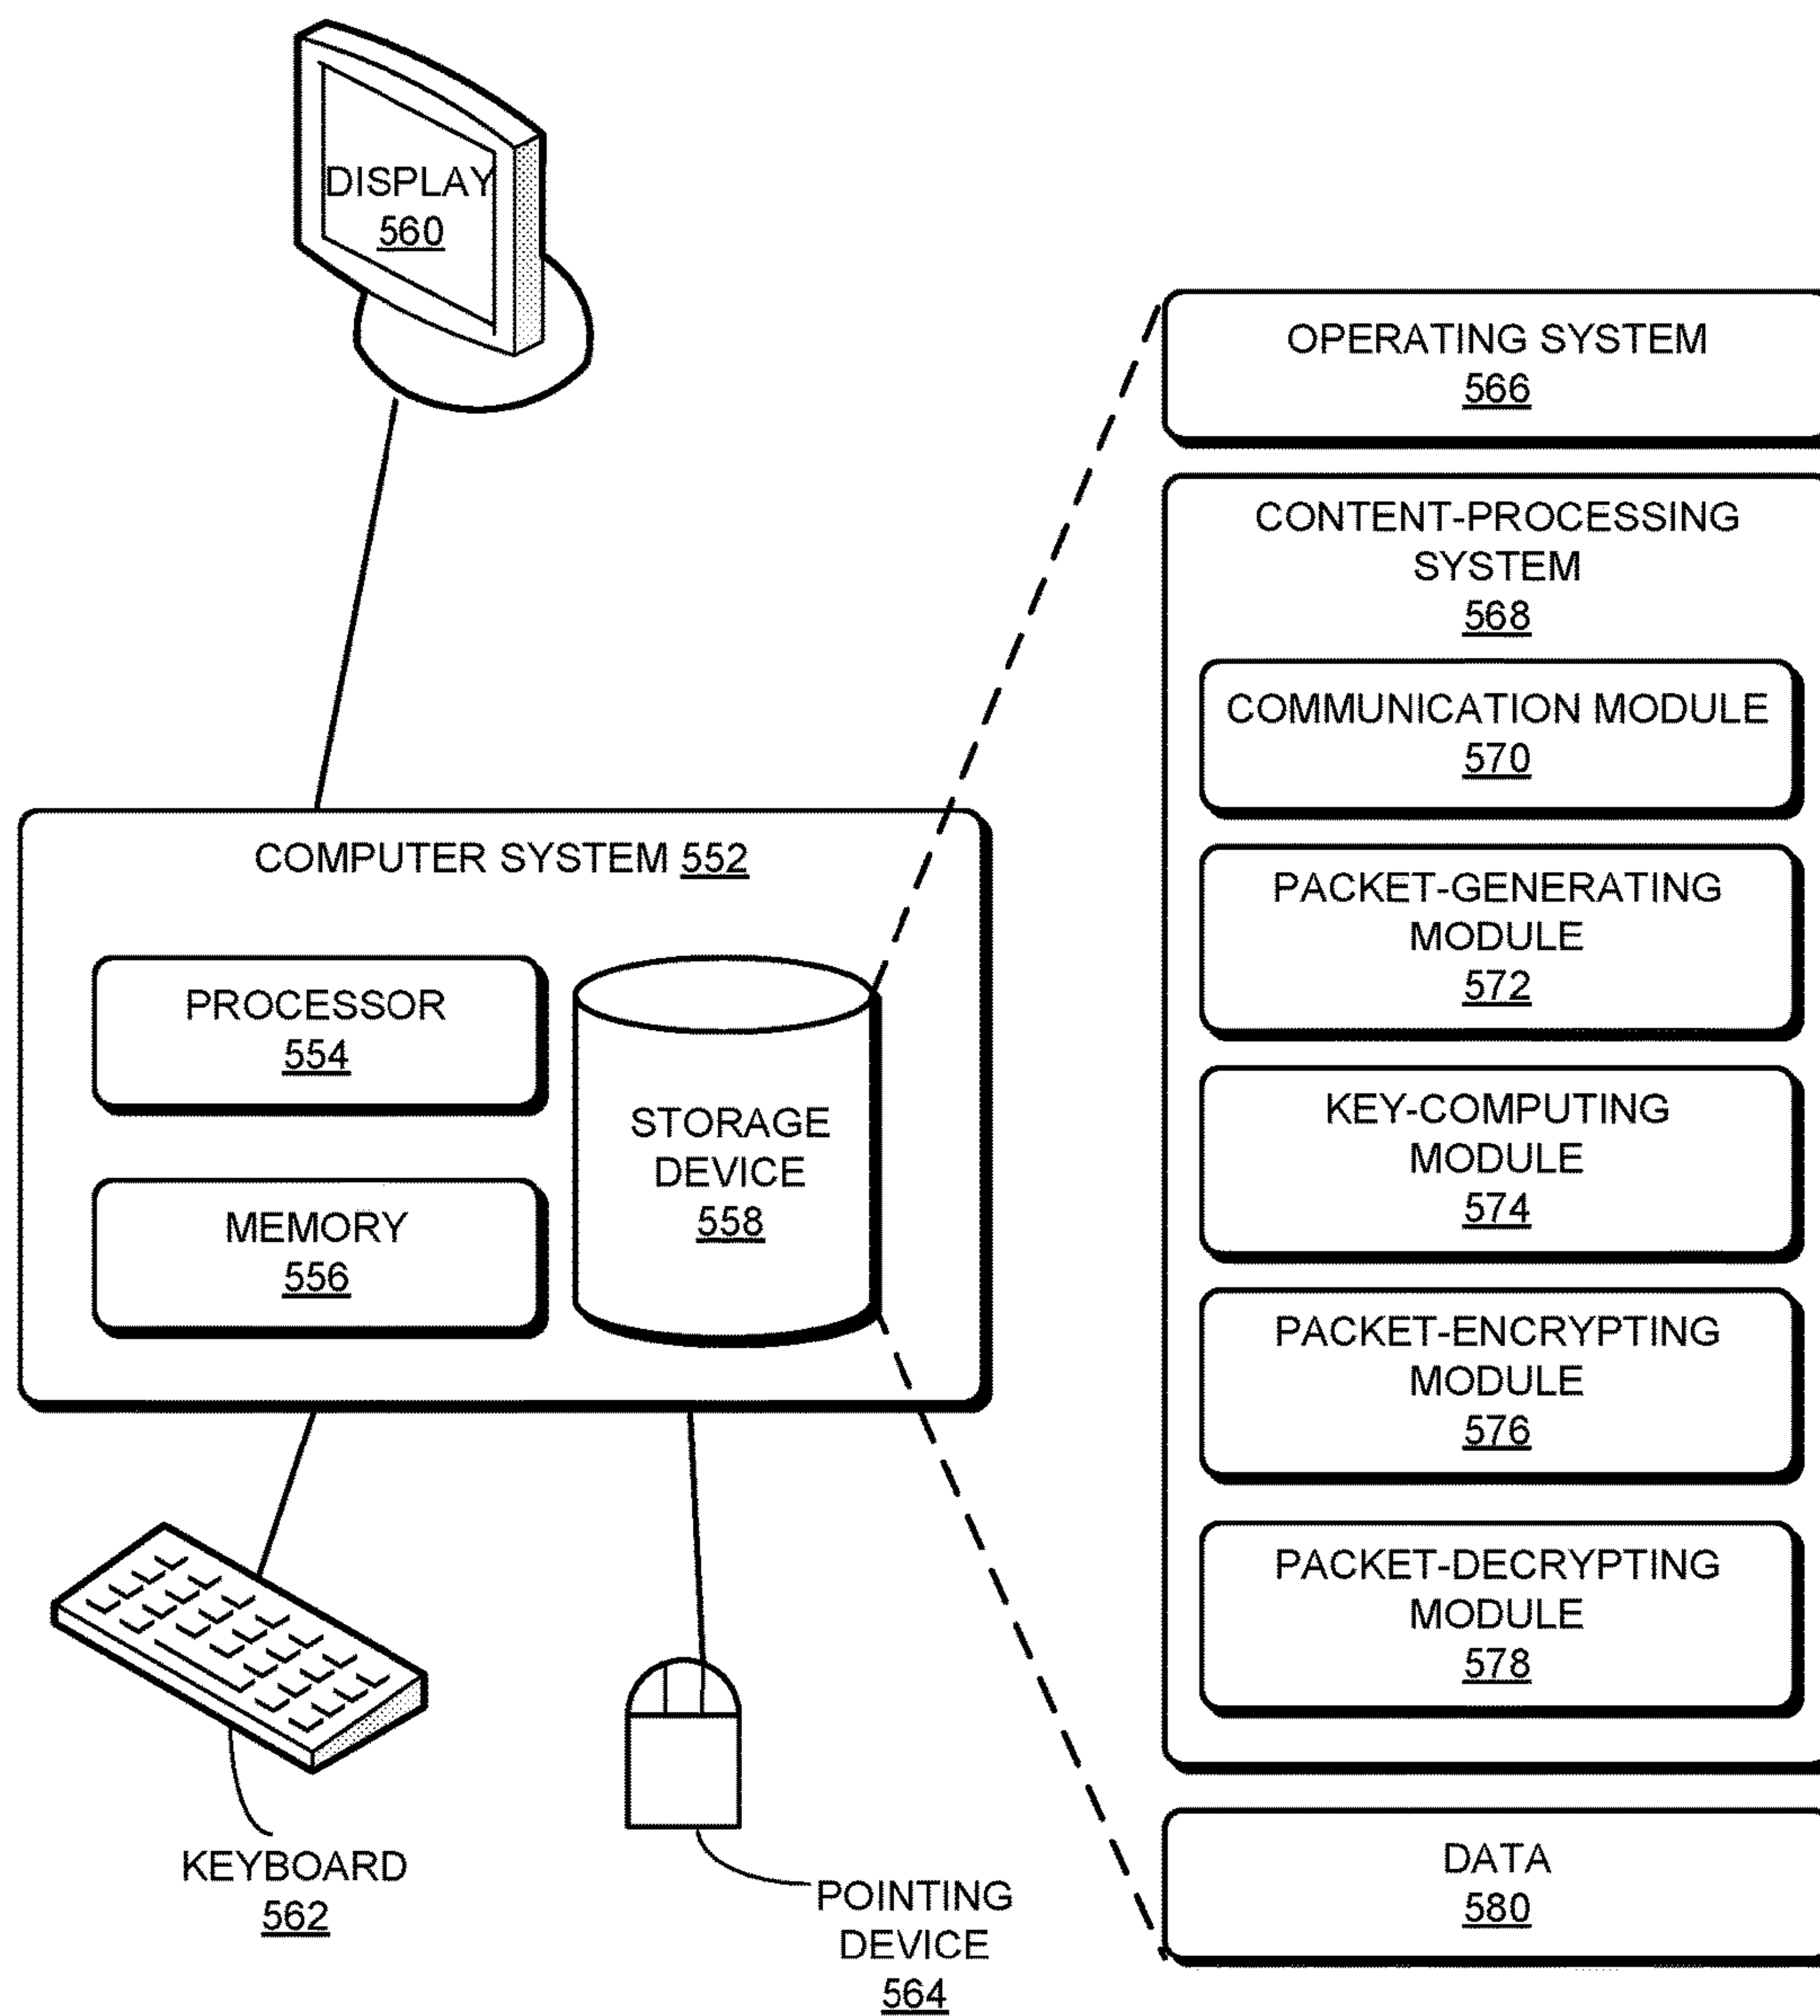 DISPLAY
560
COMPUTER SYSTEM 552
PROCESSOR
554
MEMORY
556
STORAGE
DEVICE
558
KEYBOARD
562
POINTING
DEVICE
564
OPERATING SYSTEM
566
CONTENT-PROCESSING
SYSTEM
568
COMMUNICATION MODULE
570
PACKET-GENERATING
MODULE
572
KEY-COMPUTING
MODULE
574
PACKET-ENCRYPTING
MODULE
576
PACKET-DECRYPTING
MODULE
578
DATA
580